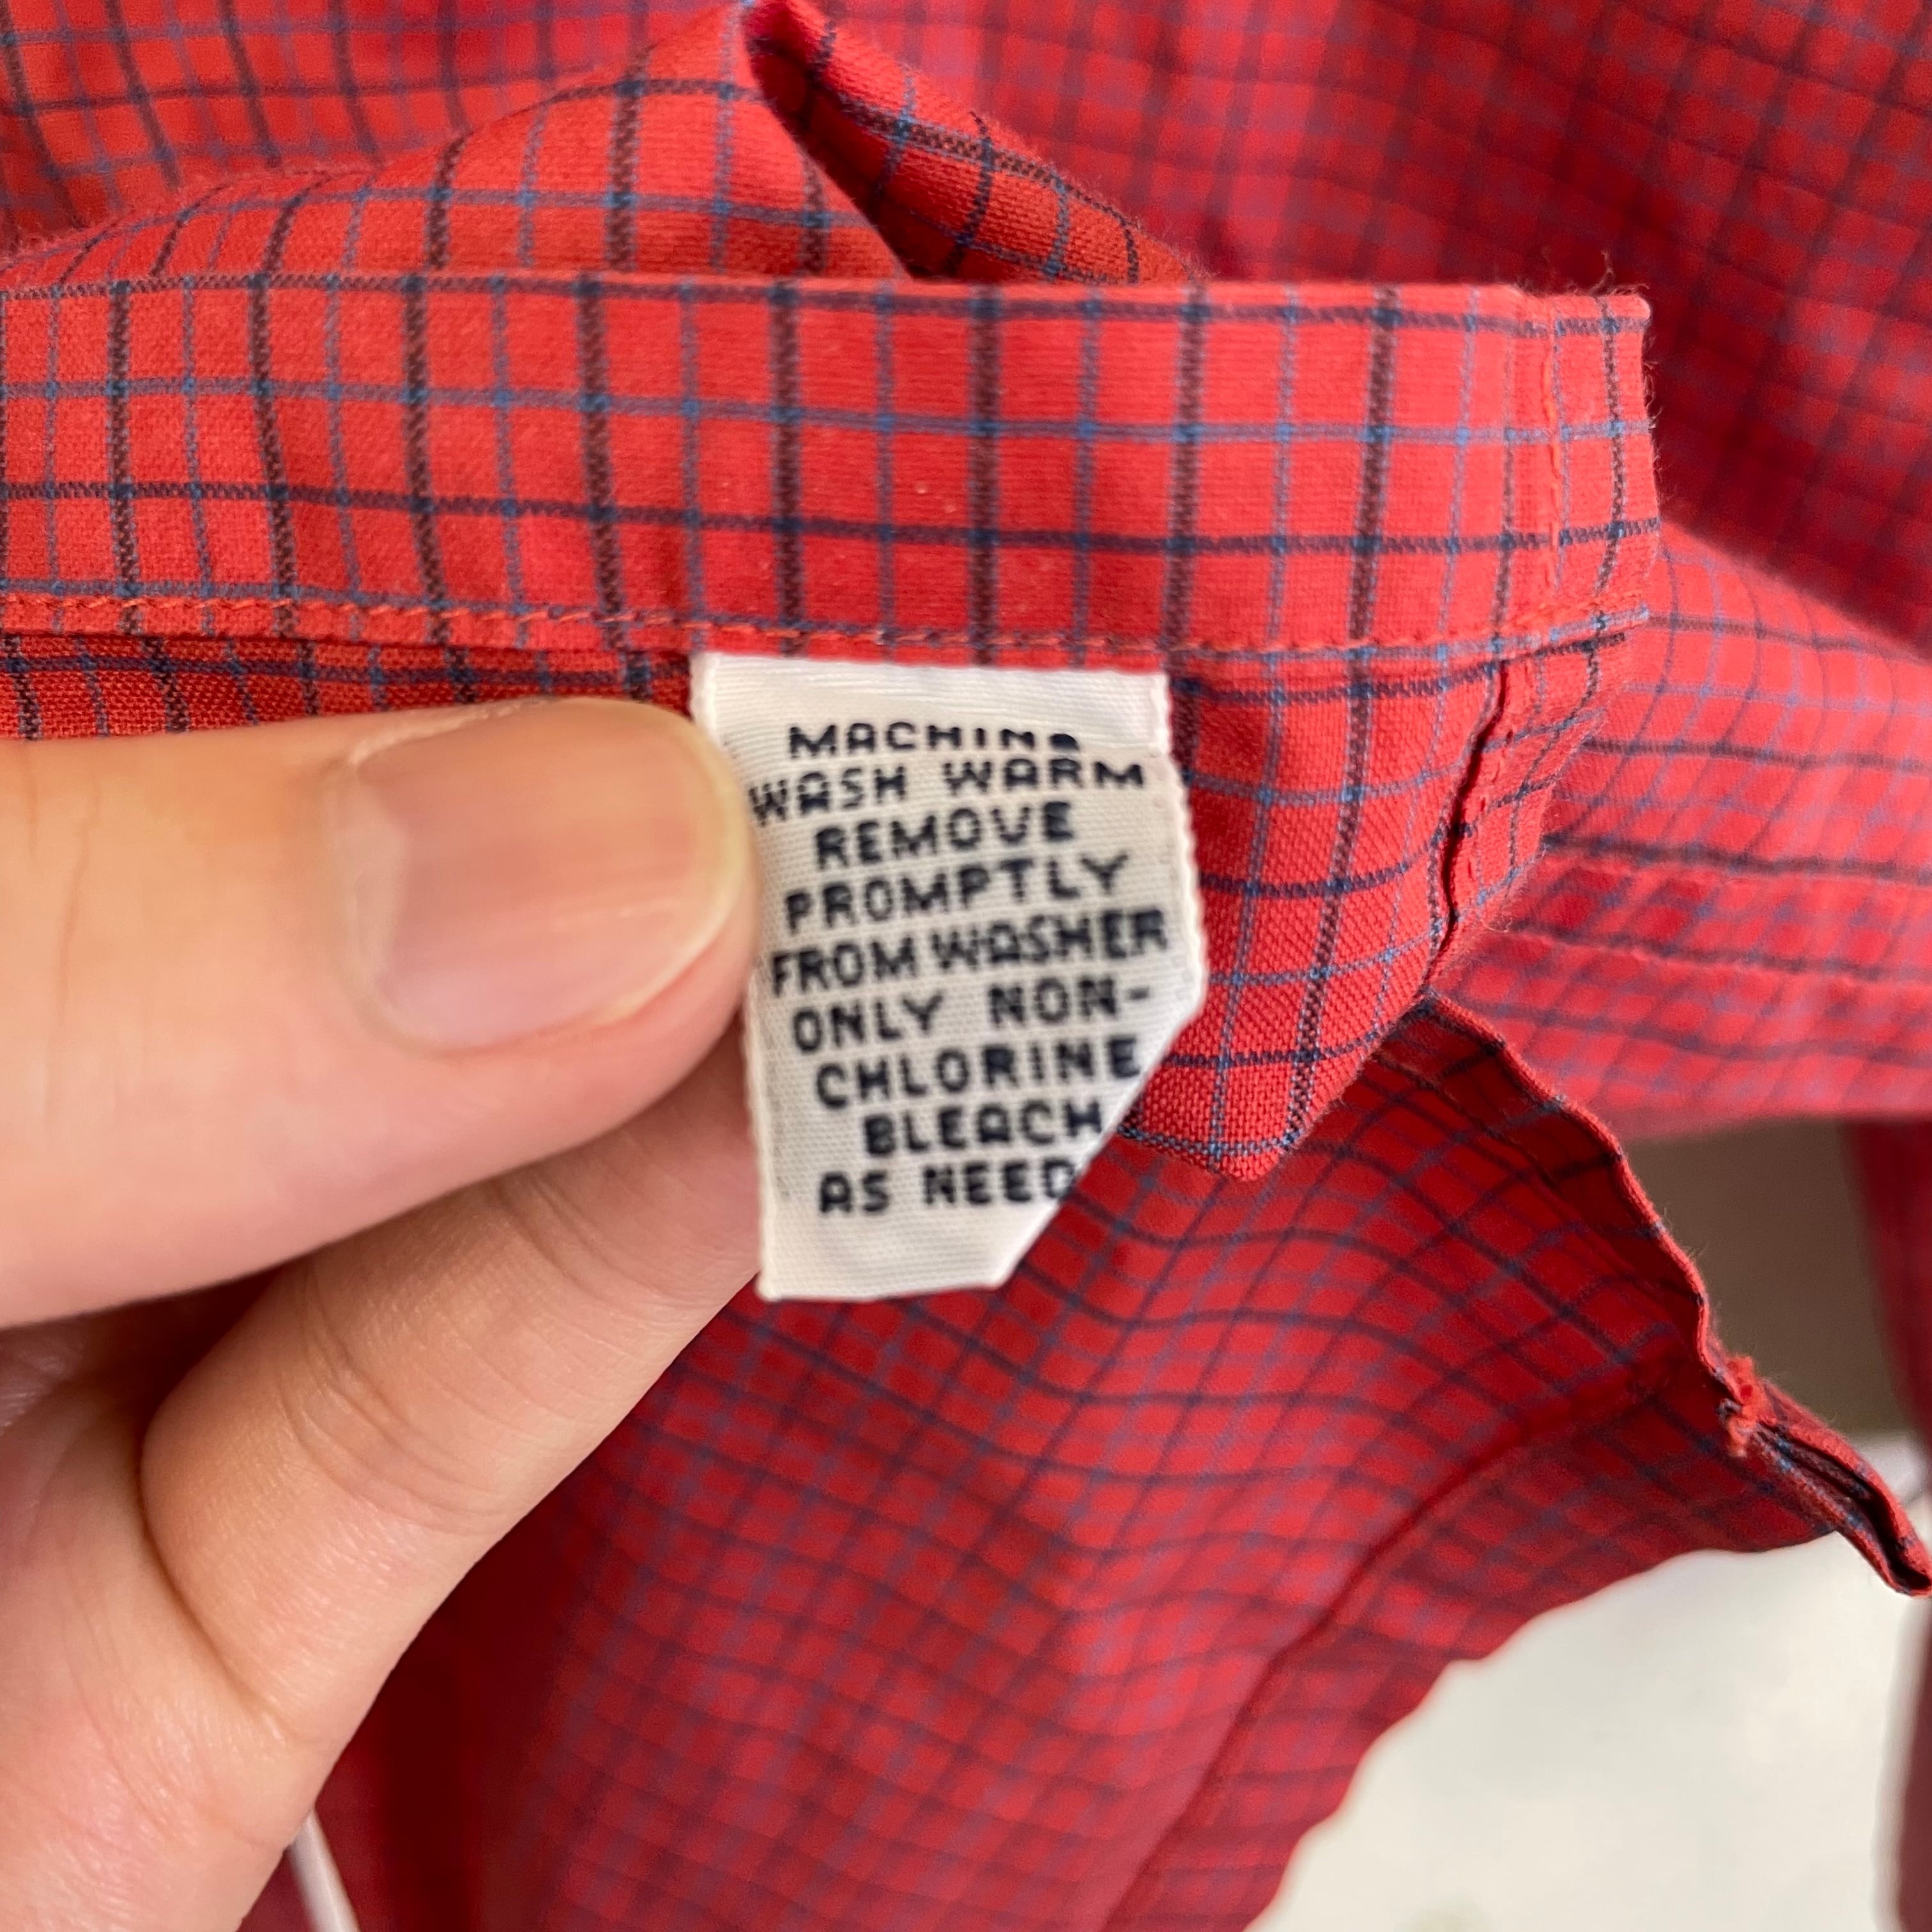 MACHINE
WASH WARM
REMOVE
PROMPTLY
FROM WASHER
ONLY NON-
CHLORINE
BLEACH
AS NEED